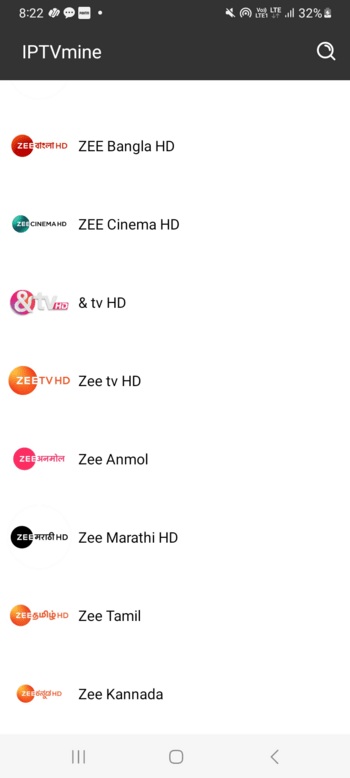 8:22 LTE 32%
IPTVmine
ZEE বাংলা HD ZEE Bangla HD
ZEE CINEMA HD ZEE Cinema HD
&tv HD & tv HD
ZEE TV HD Zee tv HD
ZEE अनमोल Zee Anmol
ZEE मराठी HD Zee Marathi HD
ZEE தமிழ் HD Zee Tamil
ZEE ಕನ್ನಡ HD Zee Kannada